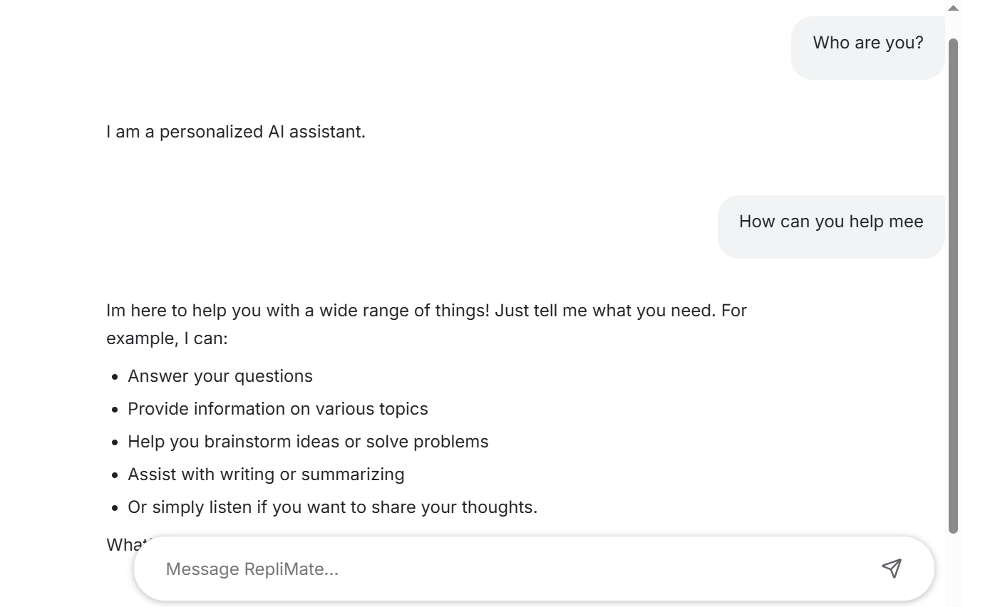 Who are you?
I am a personalized AI assistant.
How can you help mee
Im here to help you with a wide range of things! Just tell me what you need. For
example, I can:
• Answer your questions
• Provide information on various topics
• Help you brainstorm ideas or solve problems
• Assist with writing or summarizing
• Or simply listen if you want to share your thoughts.
Message RepliMate...